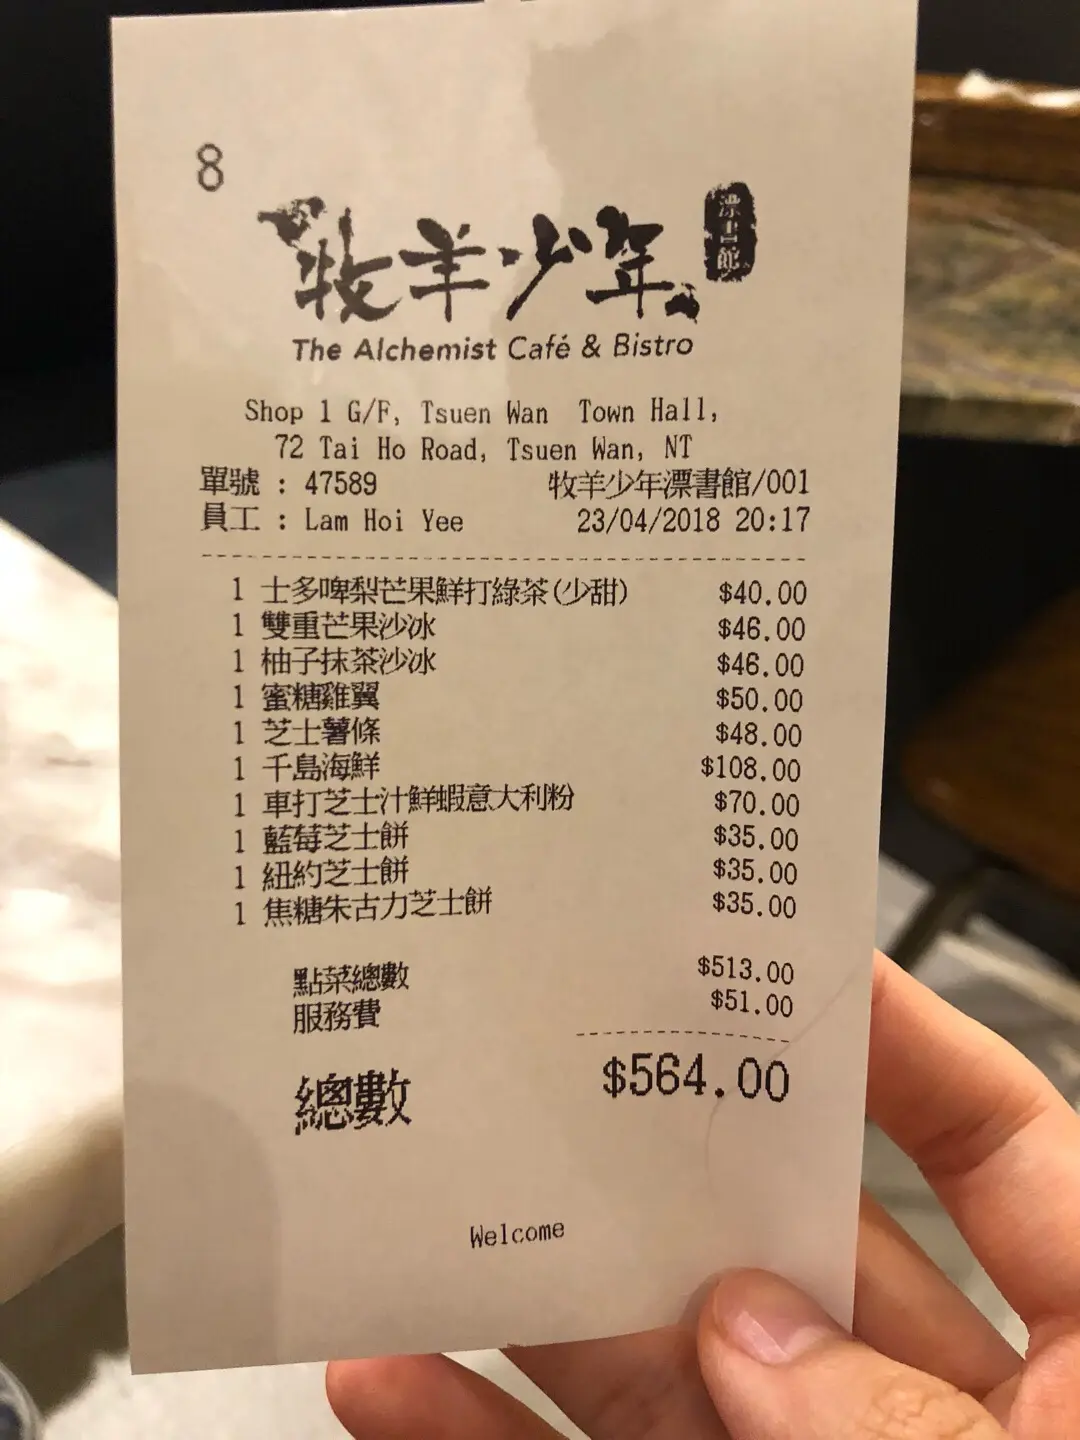 8
牧羊少年
漂書館
The Alchemist Café & Bistro
Shop 1 G/F, Tsuen Wan Town Hall,
72 Tai Ho Road, Tsuen Wan, NT
單號 : 47589 牧羊少年漂書館/001
員工 : Lam Hoi Yee 23/04/2018 20:17
1 士多啤梨芒果鮮打綠茶(少甜) $40.00
1 雙重芒果沙冰 $46.00
1 柚子抹茶沙冰 $46.00
1 蜜糖雞翼 $50.00
1 芝士薯條 $48.00
1 千島海鮮 $108.00
1 車打芝士汁鮮蝦意大利粉 $70.00
1 藍莓芝士餅 $35.00
1 紐約芝士餅 $35.00
1 焦糖朱古力芝士餅 $35.00
點菜總數 $513.00
服務費 $51.00
總數 $564.00
Welcome